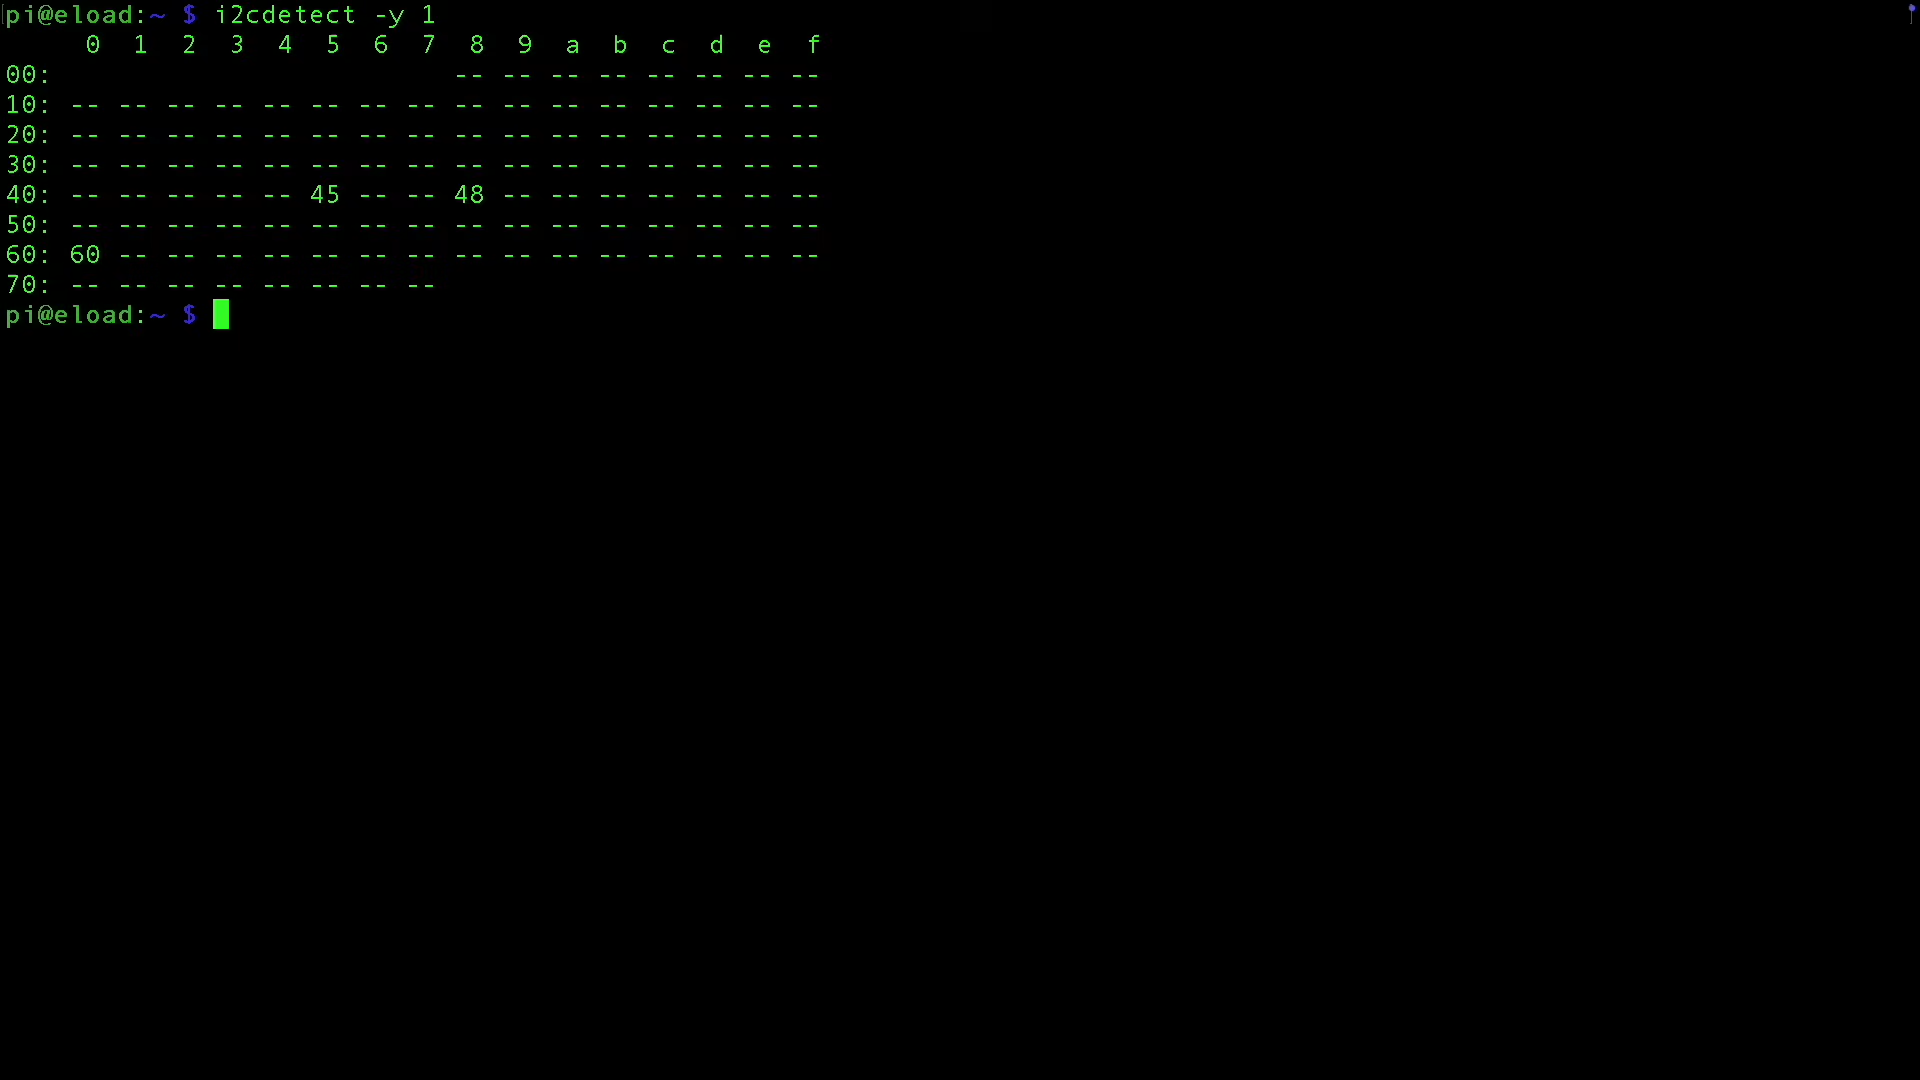 pi@eload:~ $ i2cdetect -y 1
     0  1  2  3  4  5  6  7  8  9  a  b  c  d  e  f
00:                         -- -- -- -- -- -- -- --
10: -- -- -- -- -- -- -- -- -- -- -- -- -- -- -- --
20: -- -- -- -- -- -- -- -- -- -- -- -- -- -- -- --
30: -- -- -- -- -- -- -- -- -- -- -- -- -- -- -- --
40: -- -- -- -- -- 45 -- -- 48 -- -- -- -- -- -- --
50: -- -- -- -- -- -- -- -- -- -- -- -- -- -- -- --
60: 60 -- -- -- -- -- -- -- -- -- -- -- -- -- -- --
70: -- -- -- -- -- -- -- --
pi@eload:~ $